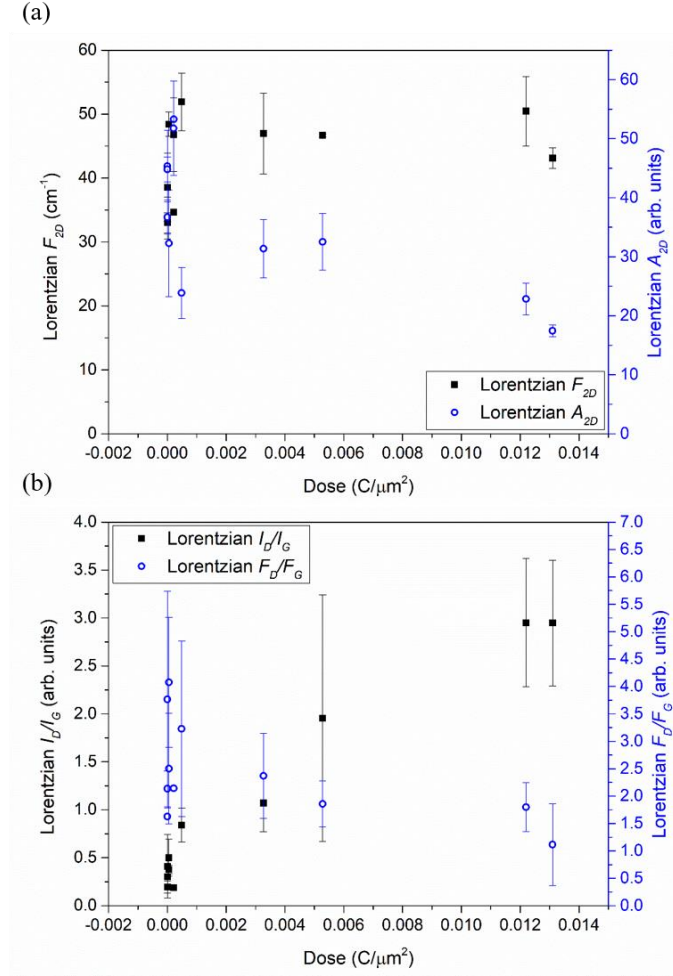 (a)
60
50
40
30
20
10
0
Lorentzian F2D (cm-1)
60
50
40
30
20
10
0
Lorentzian A2D (arb. units)
Lorentzian F2D
Lorentzian A2D
-0.002 0.000 0.002 0.004 0.006 0.008 0.010 0.012 0.014
Dose (C/μm2)
(b)
4.0
3.5
3.0
2.5
2.0
1.5
1.0
0.5
0.0
Lorentzian ID/IG (arb. units)
Lorentzian ID/IG
Lorentzian FD/FG
7.0
6.5
6.0
5.5
5.0
4.5
4.0
3.5
3.0
2.5
2.0
1.5
1.0
0.5
0.0
Lorentzian FD/FG (arb. units)
-0.002 0.000 0.002 0.004 0.006 0.008 0.010 0.012 0.014
Dose (C/μm2)